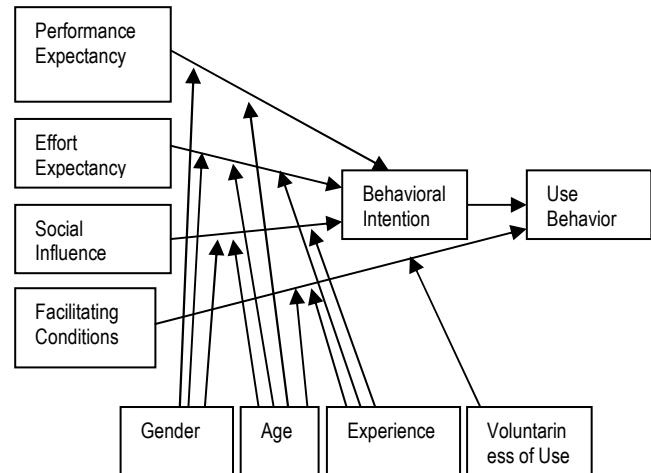 Performance
Expectancy
Effort
Expectancy
Social
Influence
Facilitating
Conditions
Behavioral
Intention
Use
Behavior
Gender
Age
Experience
Voluntarin
ess of Use